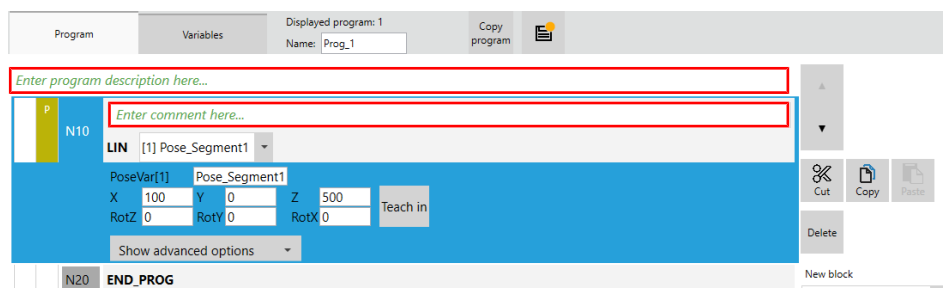 Program
Variables
Displayed program: 1
Name: Prog_1
Copy
program
Enter program description here...
P
N10
Enter comment here...
LIN [1] Pose_Segment1
PoseVar[1] Pose_Segment1
X 100 Y 0 Z 500
RotZ 0 RotY 0 RotX 0
Teach in
Show advanced options
N20 END_PROG
Cut
Copy
Paste
Delete
New block